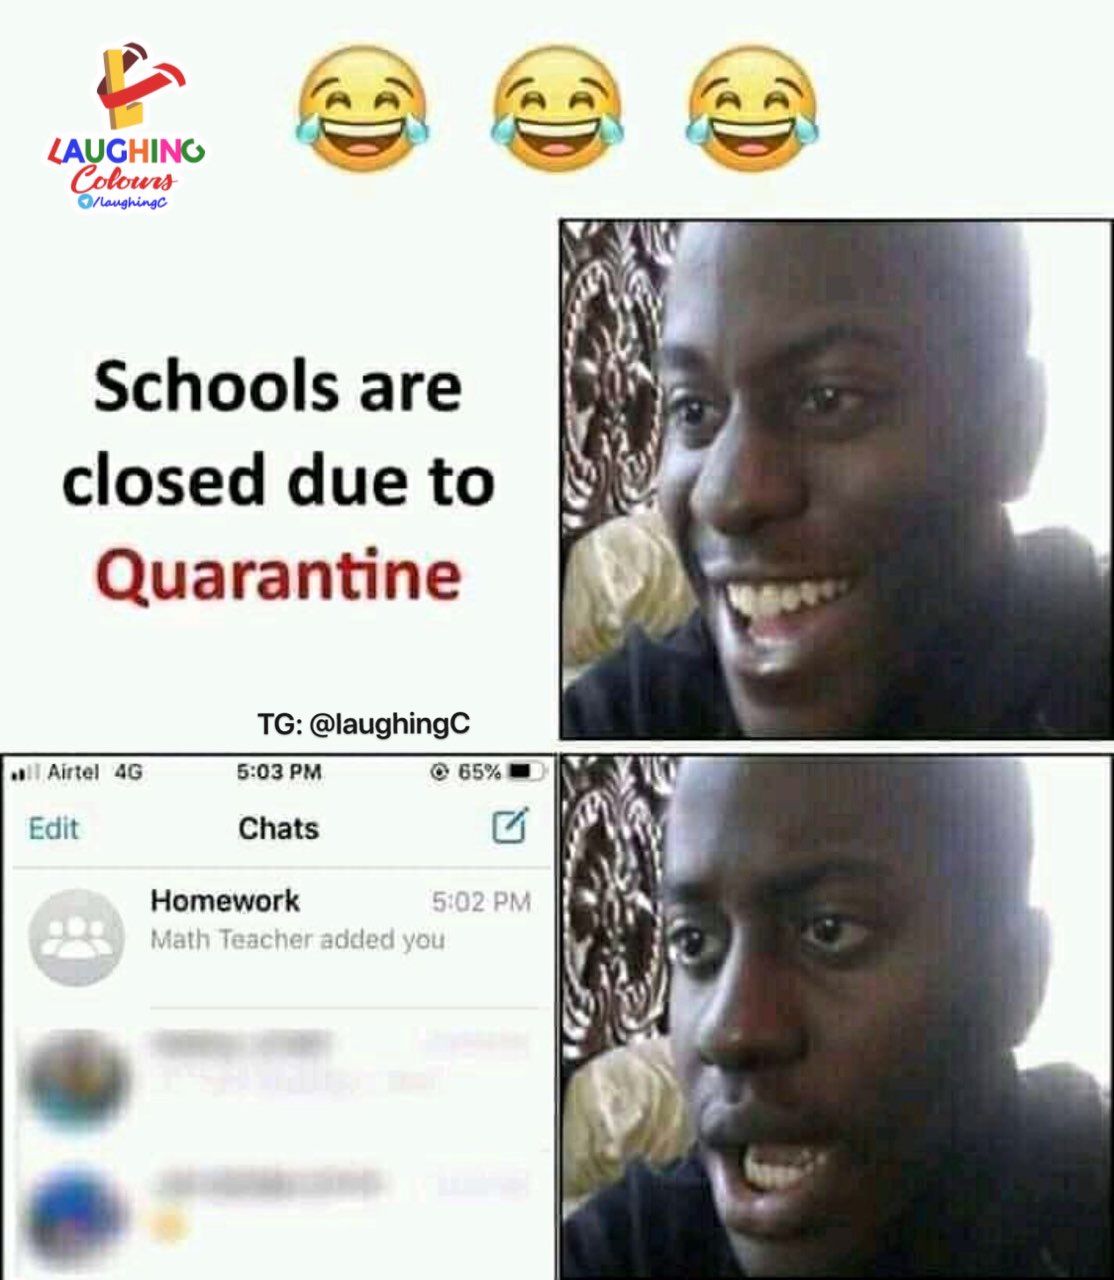 LAUGHING
Colours
/laughingC
Schools are
closed due to
Quarantine
TG: @laughingC
Airtel 4G 5:03 PM 65%
Edit Chats
Homework 5:02 PM
Math Teacher added you